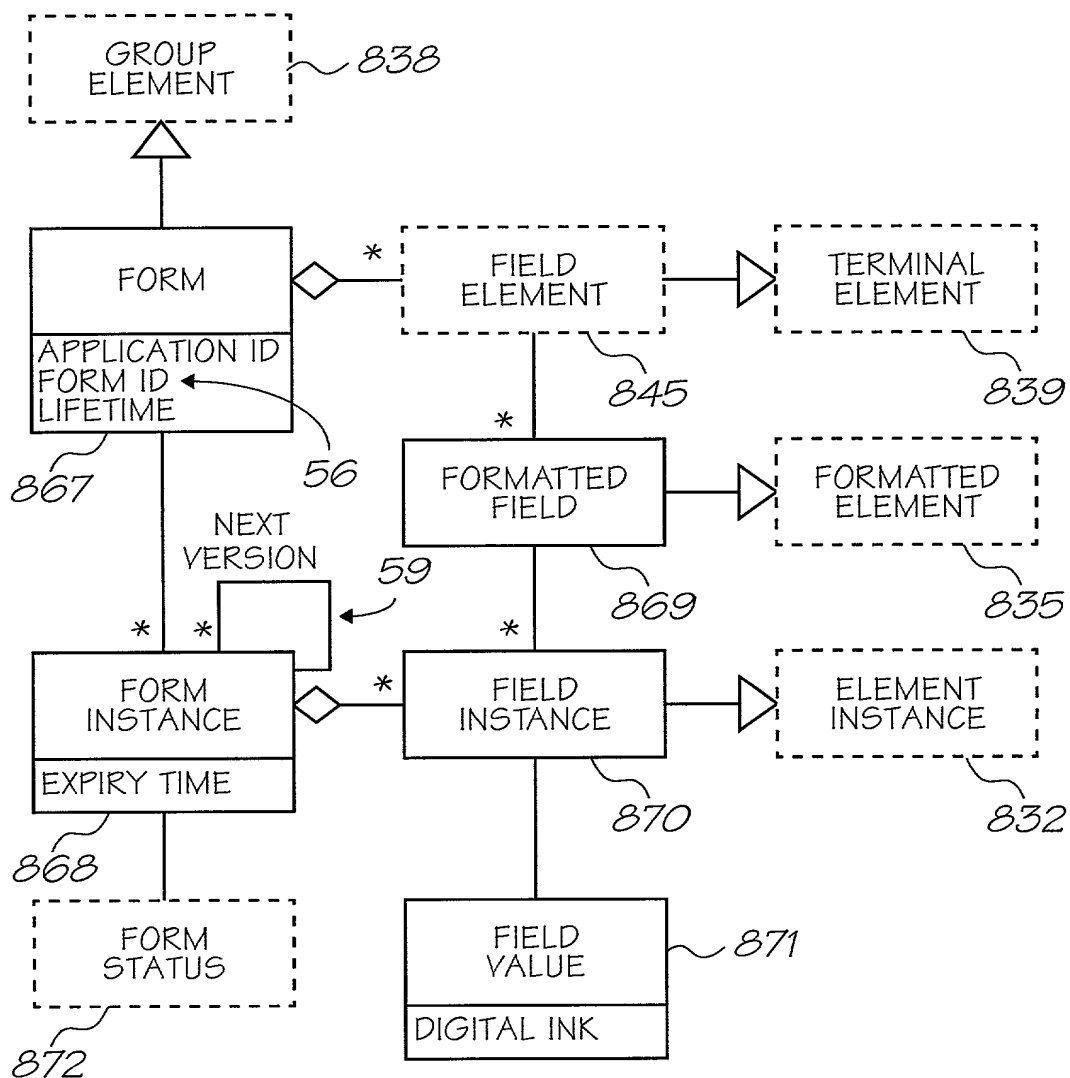 GROUP
ELEMENT
838
FORM
*
FIELD
ELEMENT
TERMINAL
ELEMENT
APPLICATION ID
FORM ID
LIFETIME
845
839
*
867
56
FORMATTED
FIELD
FORMATTED
ELEMENT
NEXT
VERSION
59
869
835
*
*
*
FORM
INSTANCE
*
FIELD
INSTANCE
ELEMENT
INSTANCE
EXPIRY TIME
870
832
868
FORM
STATUS
FIELD
VALUE
871
DIGITAL INK
872